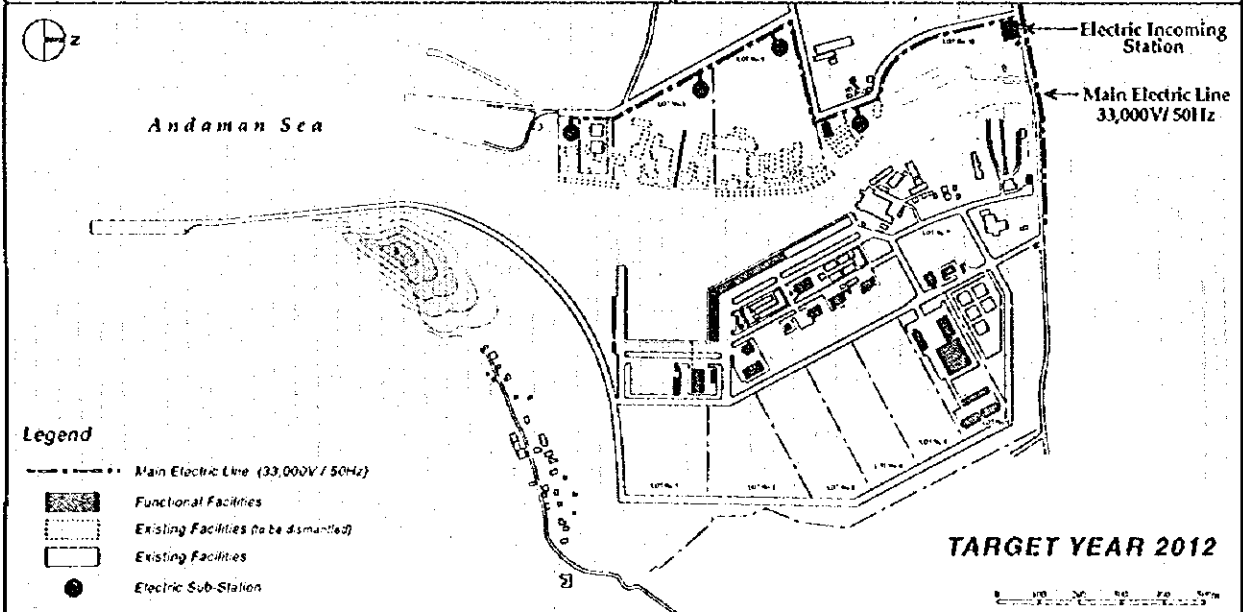 Z
Electric Incoming
Station
Main Electric Line
33,000V/ 50Hz
Andaman Sea
Legend
Main Electric Line (33,000V / 50Hz)
Functional Facilities
Existing Facilities (to be dismantled)
Existing Facilities
Electric Sub-Station
TARGET YEAR 2012